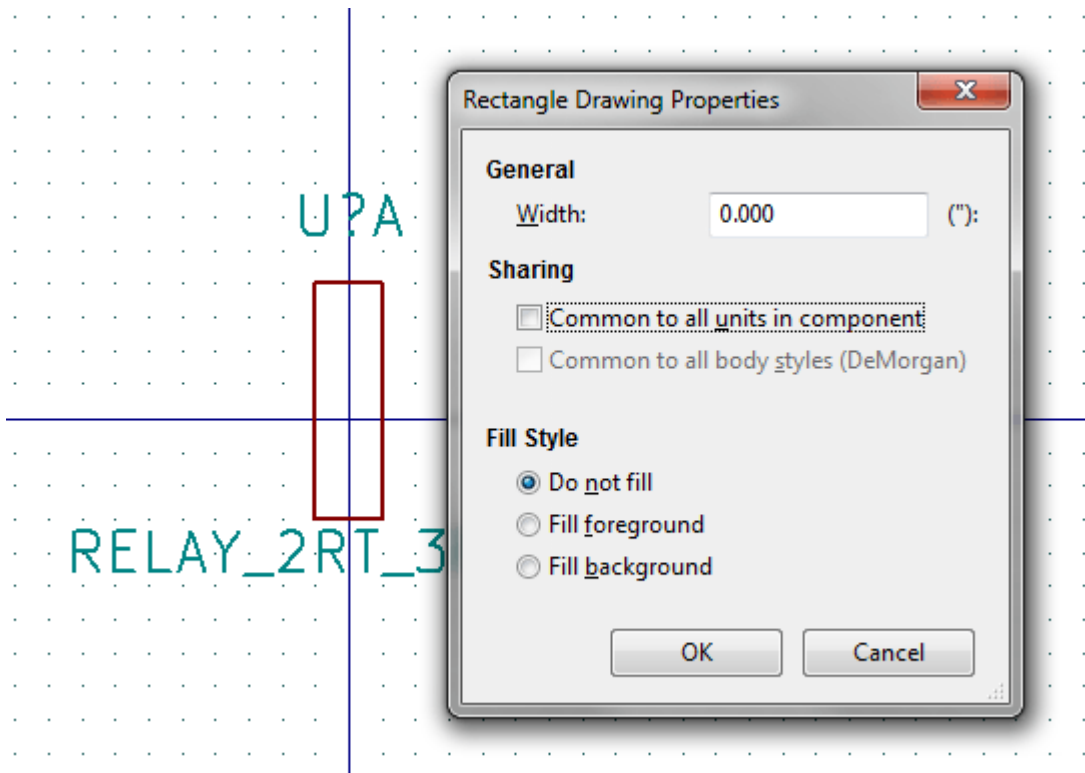 Rectangle Drawing Properties
General
Width: 0.000 ("):
Sharing
Common to all units in component
Common to all body styles (DeMorgan)
Fill Style
Do not fill
Fill foreground
Fill background
OK Cancel
U?A
RELAY_2RT_3